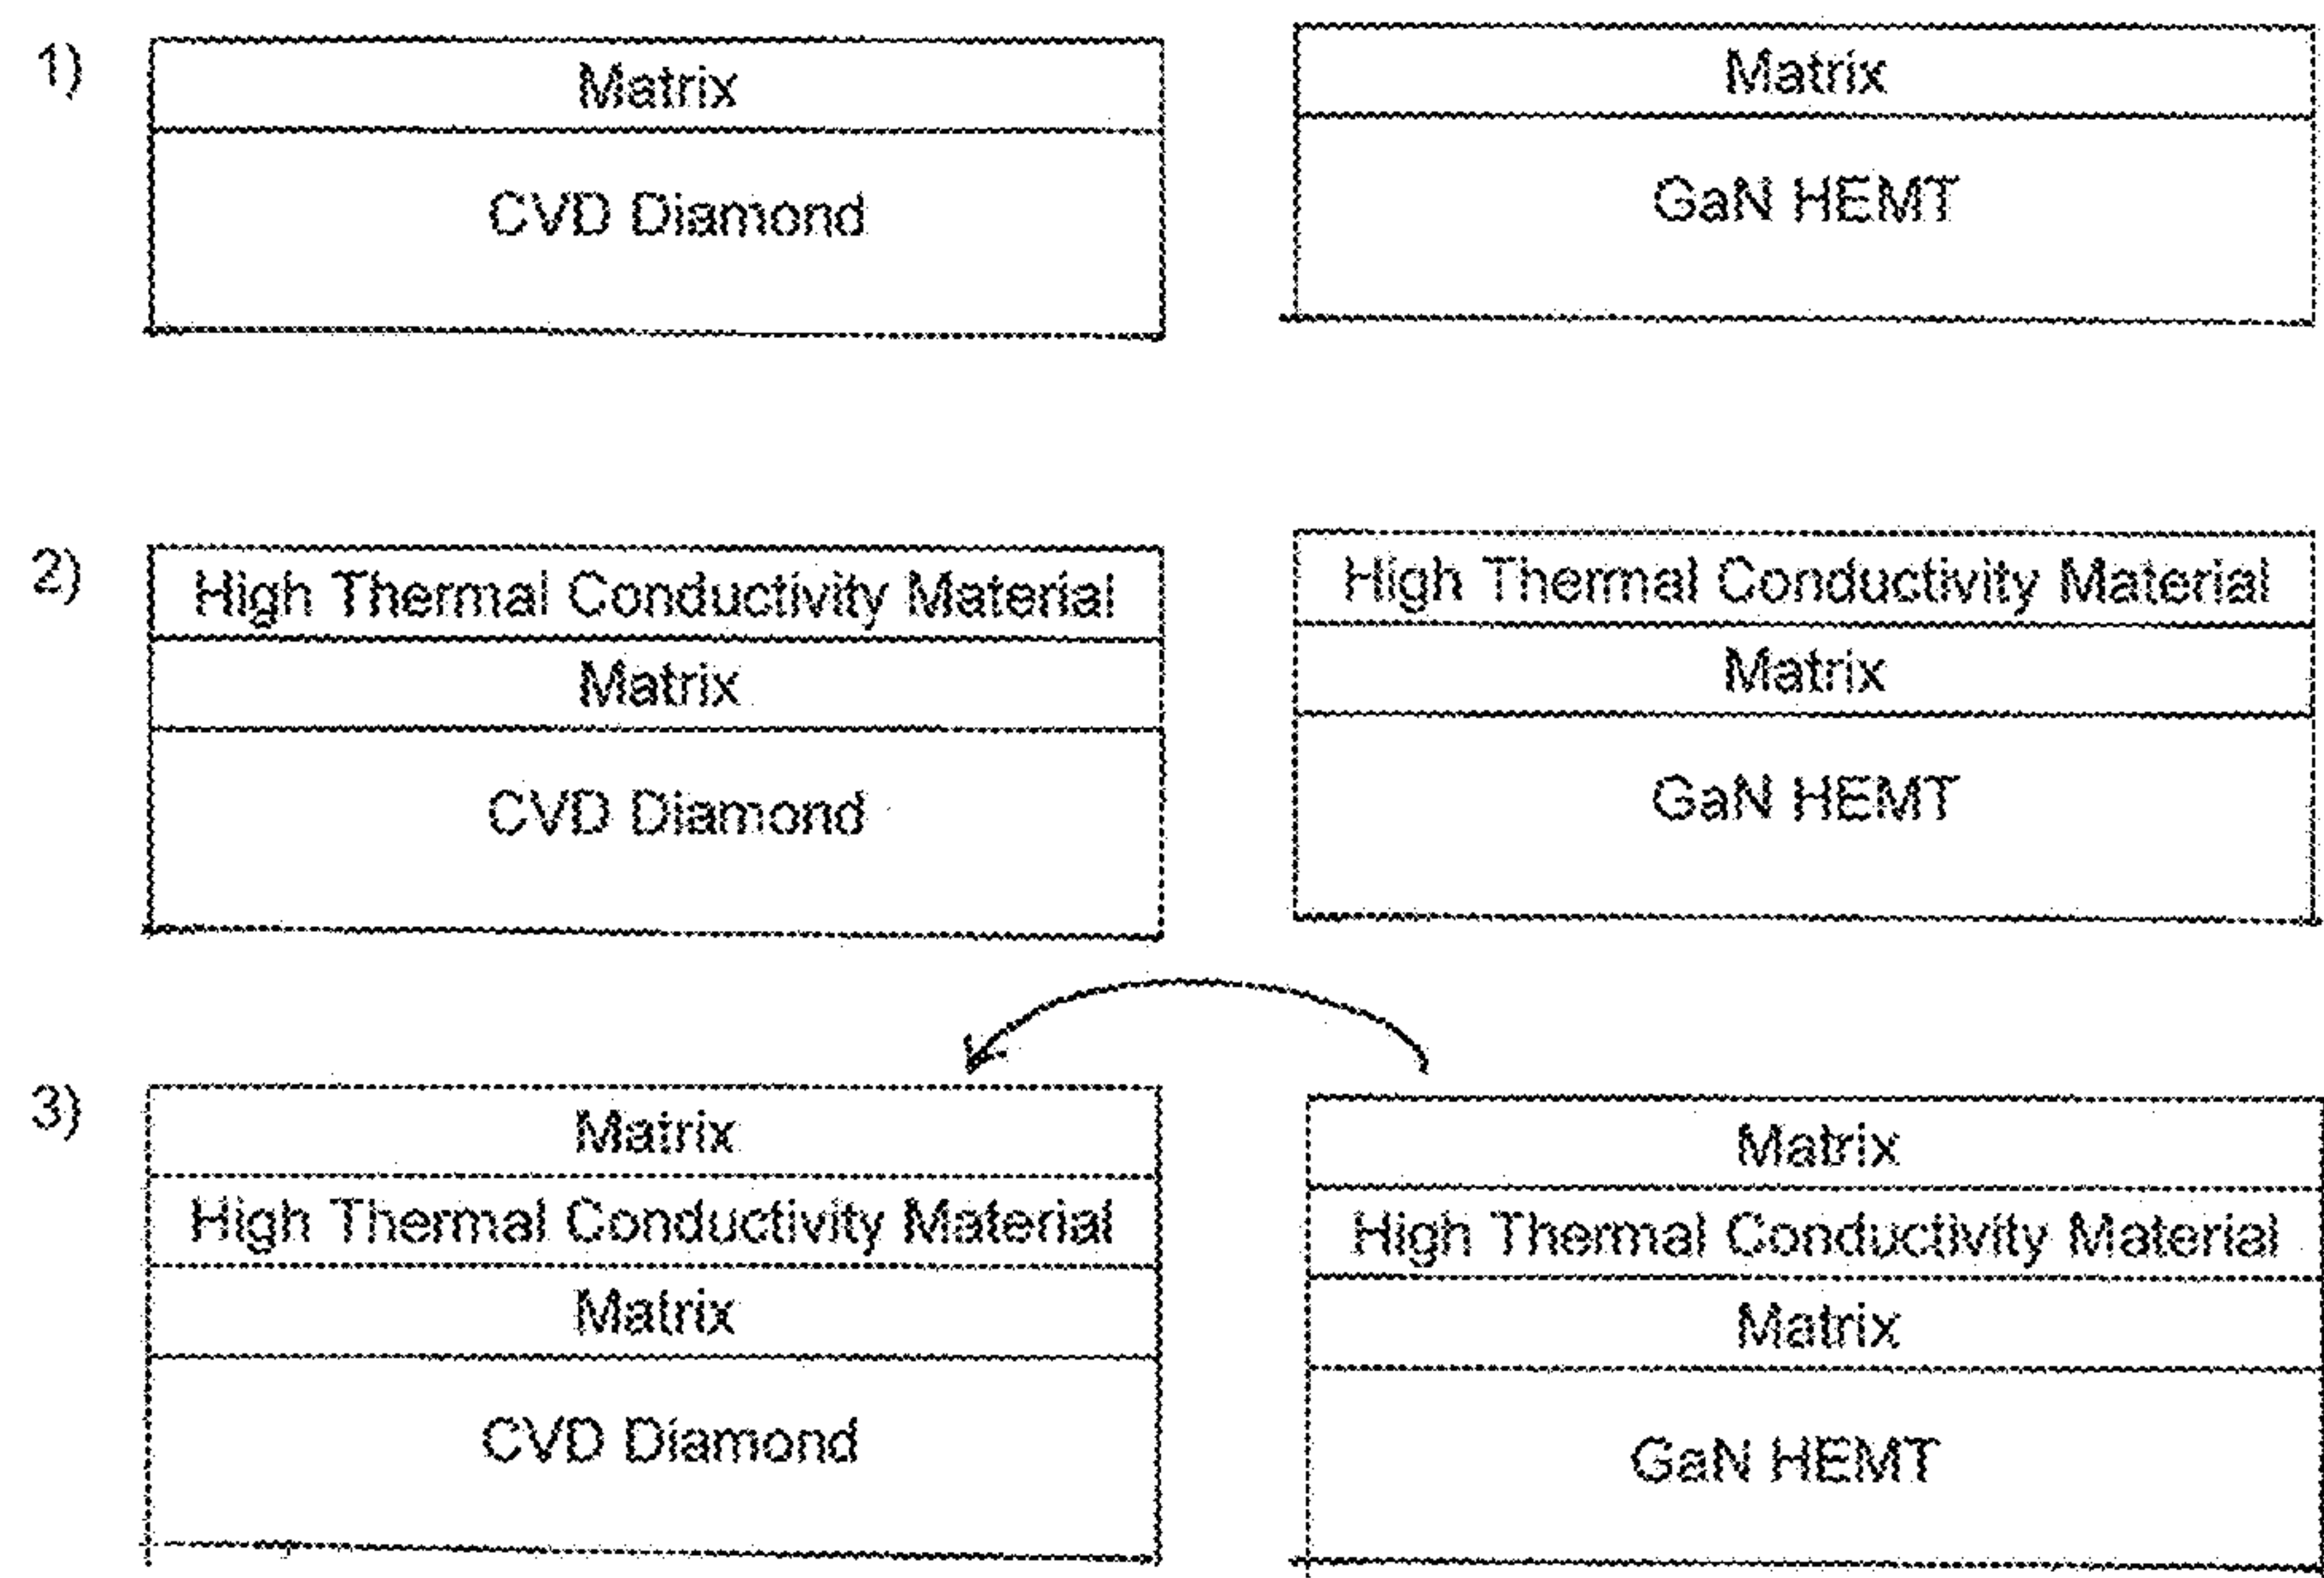 1)
Matrix
CVD Diamond
Matrix
GaN HEMT
2)
High Thermal Conductivity Material
Matrix
CVD Diamond
High Thermal Conductivity Material
Matrix
GaN HEMT
3)
Matrix
High Thermal Conductivity Material
Matrix
CVD Diamond
Matrix
High Thermal Conductivity Material
Matrix
GaN HEMT